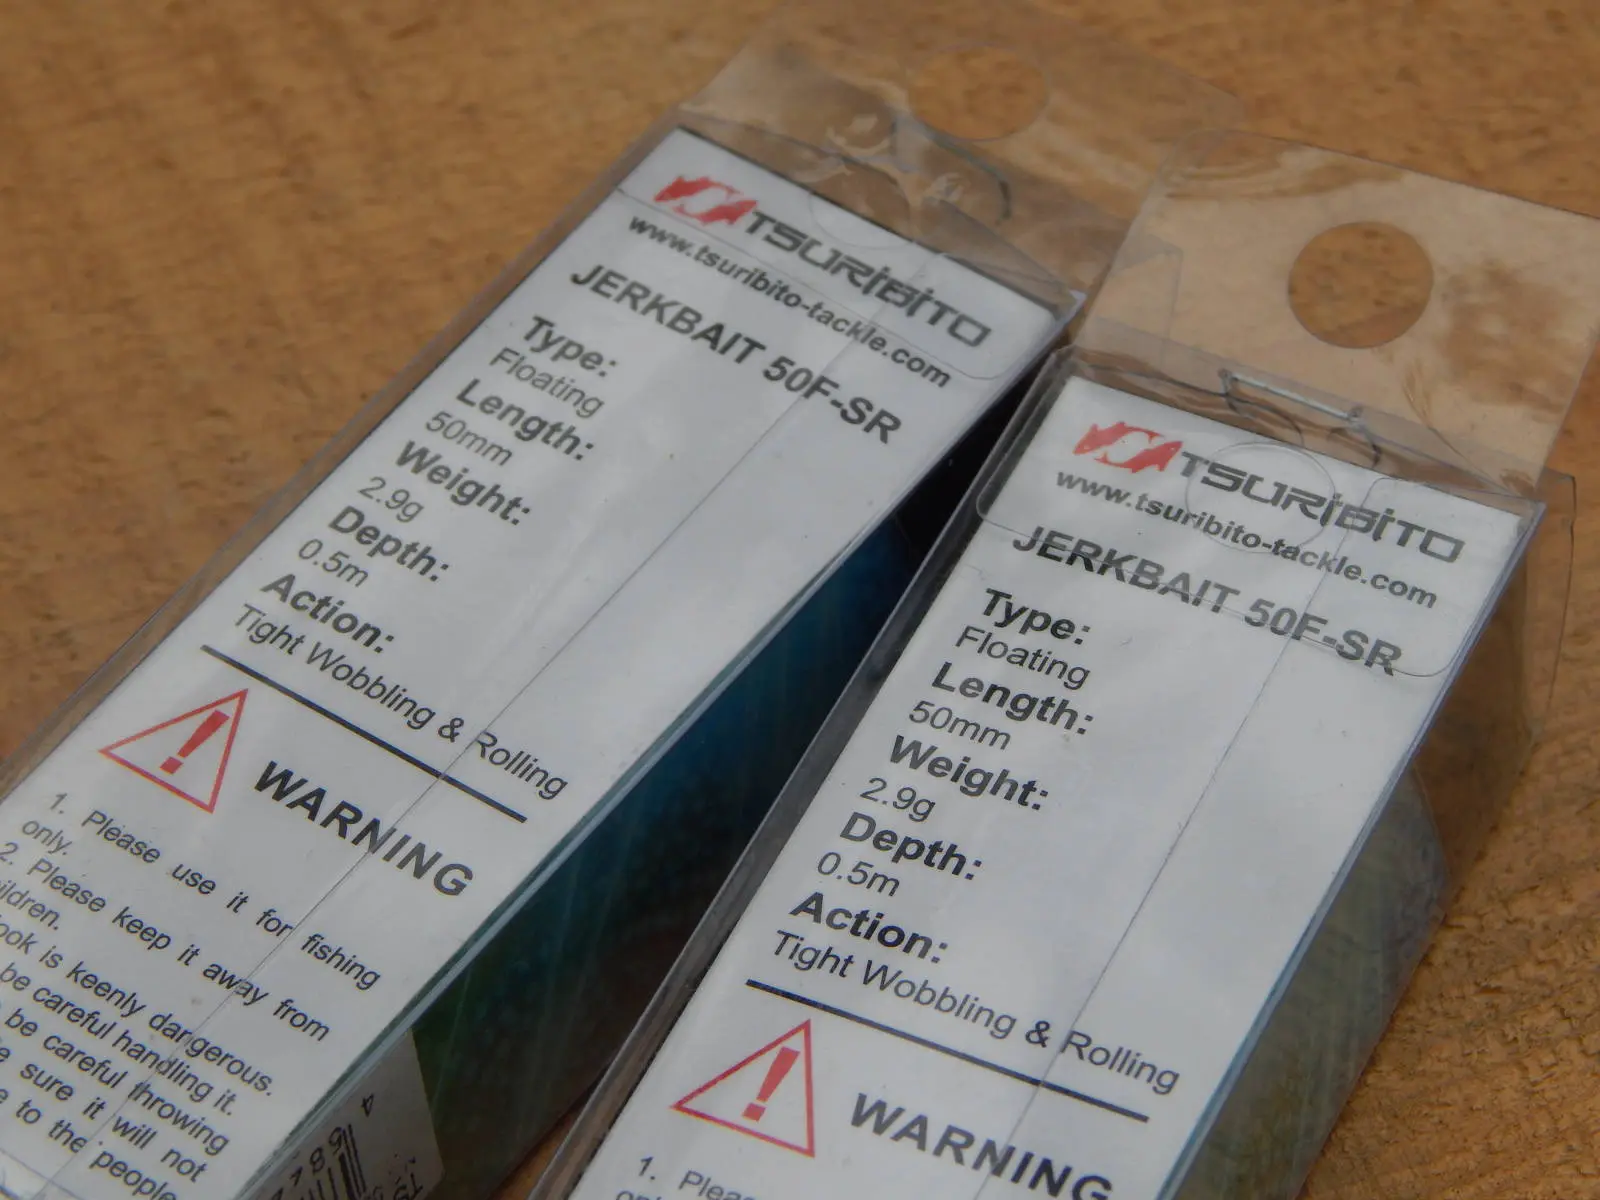 TSURIBITO
www.tsuribito-tackle.com
JERKBAIT 50F-SR
Type:
Floating
Length:
50mm
Weight:
2.9g
Depth:
0.5m
Action:
Tight Wobbling & Rolling
WARNING
1. Please use it for fishing
only.
2. Please keep it away from
ildren.
ook is keenly dangerous.
be careful handling it.
be careful throwing
e sure it will not
e to the people
TSURIBITO
www.tsuribito-tackle.com
JERKBAIT 50F-SR
Type:
Floating
Length:
50mm
Weight:
2.9g
Depth:
0.5m
Action:
Tight Wobbling & Rolling
WARNING
1. Pleas